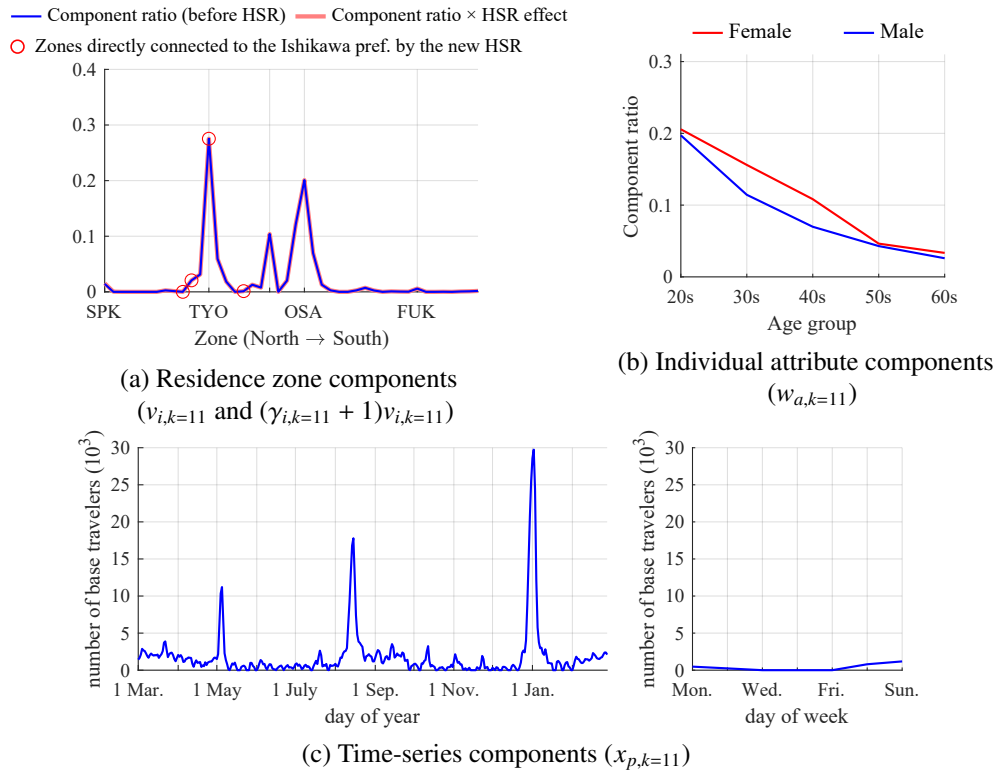 Component ratio (before HSR) Component ratio × HSR effect
Zones directly connected to the Ishikawa pref. by the new HSR
0.4
0.3
0.2
0.1
0
SPK TYO OSA FUK
Zone (North → South)
(a) Residence zone components
(v_{i,k=11} and (γ_{i,k=11} + 1)v_{i,k=11})
Female Male
Component ratio
0.3
0.2
0.1
0
20s 30s 40s 50s 60s
Age group
(b) Individual attribute components
(w_{a,k=11})
number of base travelers (10^3)
30
25
20
15
10
5
0
1 Mar. 1 May 1 July 1 Sep. 1 Nov. 1 Jan.
day of year
number of base travelers (10^3)
30
25
20
15
10
5
0
Mon. Wed. Fri. Sun.
day of week
(c) Time-series components (x_{p,k=11})